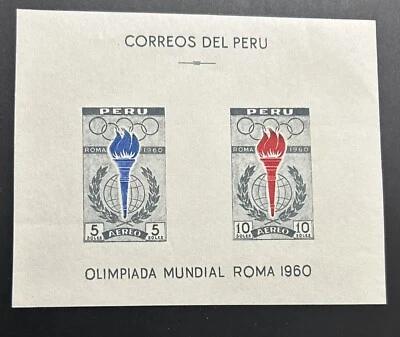 CORREOS DEL PERU
PERU
ROMA 1960
5 SOLES
5 SOLES
AEREO
PERU
ROMA 1960
10 SOLES
10 SOLES
AEREO
OLIMPIADA MUNDIAL ROMA 1960